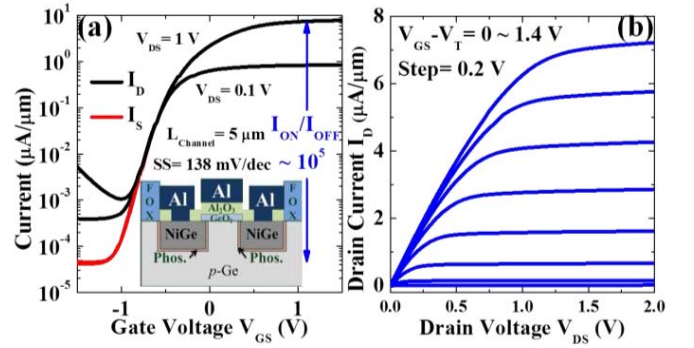 (a)
V_DS = 1 V
I_D
I_S
V_DS = 0.1 V
L_Channel = 5 μm
I_ON/I_OFF
SS= 138 mV/dec
~ 10^5
FOX
Al
Al
Al
FOX
Al₂O₃
GeO₂
NiGe
NiGe
Phos.
Phos.
p-Ge
10^1
10^0
10^-1
10^-2
10^-3
10^-4
10^-5
Current (μA/μm)
-1 0 1
Gate Voltage V_GS (V)
(b)
V_GS-V_T= 0 ~ 1.4 V
Step= 0.2 V
8
6
4
2
0
Drain Current I_D (μA/μm)
0.0 0.5 1.0 1.5 2.0
Drain Voltage V_DS (V)